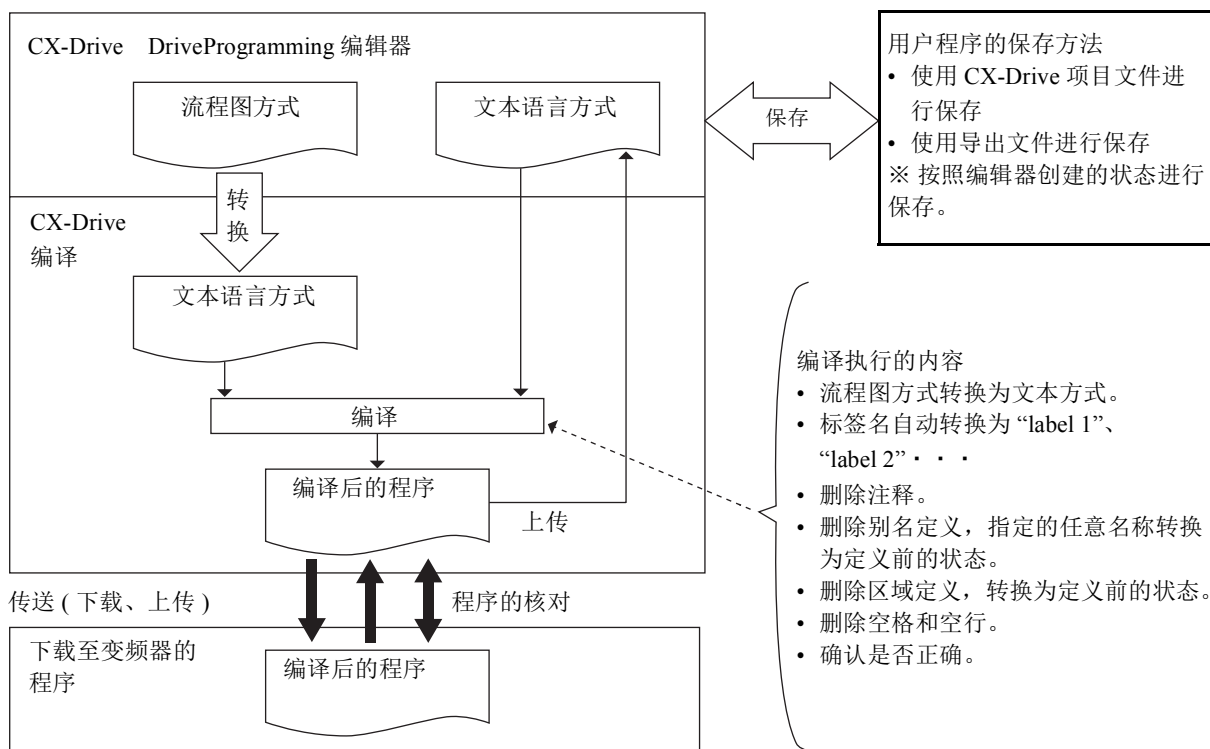 CX-Drive DriveProgramming 编辑器
流程图方式
文本语言方式
保存
用户程序的保存方法
• 使用 CX-Drive 项目文件进
行保存
• 使用导出文件进行保存
※ 按照编辑器创建的状态进行
保存。
转
换
CX-Drive
编译
文本语言方式
编译
编译后的程序
上传
编译执行的内容
• 流程图方式转换为文本方式。
• 标签名自动转换为 “label 1”、
“label 2”・・・
• 删除注释。
• 删除别名定义，指定的任意名称转换
为定义前的状态。
• 删除区域定义，转换为定义前的状态。
• 删除空格和空行。
• 确认是否正确。
传送 ( 下载、上传 )
程序的核对
下载至变频器的
程序
编译后的程序